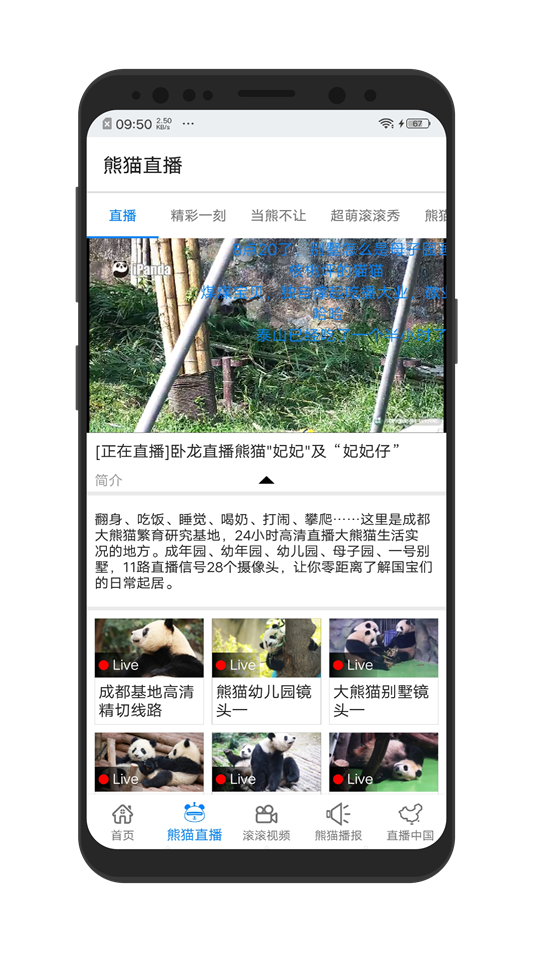 09:50 2.50 KB/s ... 67
熊猫直播
直播 精彩一刻 当熊不让 超萌滚滚秀 熊猫
iPanda
[正在直播]卧龙直播熊猫"妃妃"及“妃妃仔”
简介
翻身、吃饭、睡觉、喝奶、打闹、攀爬……这里是成都
大熊猫繁育研究基地，24小时高清直播大熊猫生活实
况的地方。成年园、幼年园、幼儿园、母子园、一号别
墅，11路直播信号28个摄像头，让你零距离了解国宝们
的日常起居。
Live Live Live
成都基地高清 熊猫幼儿园镜 大熊猫别墅镜
精切线路 头一 头一
Live Live Live
首页 熊猫直播 滚滚视频 熊猫播报 直播中国